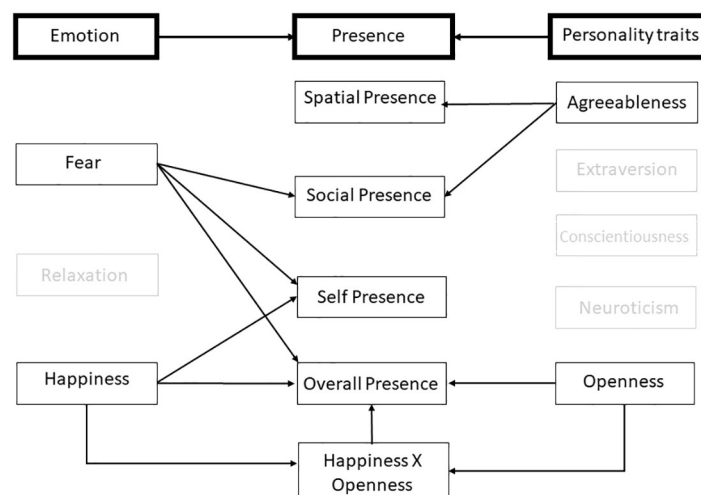 Emotion
Presence
Personality traits
Spatial Presence
Agreeableness
Fear
Extraversion
Social Presence
Conscientiousness
Relaxation
Self Presence
Neuroticism
Happiness
Overall Presence
Openness
Happiness X
Openness